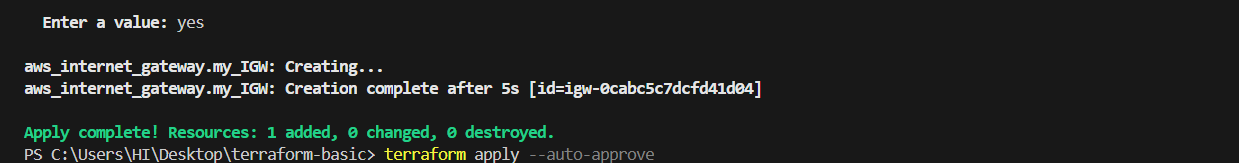 Enter a value: yes
aws_internet_gateway.my_IGW: Creating...
aws_internet_gateway.my_IGW: Creation complete after 5s [id=igw-0cabc5c7dcfd41d04]
Apply complete! Resources: 1 added, 0 changed, 0 destroyed.
PS C:\Users\HI\Desktop\terraform-basic> terraform apply --auto-approve